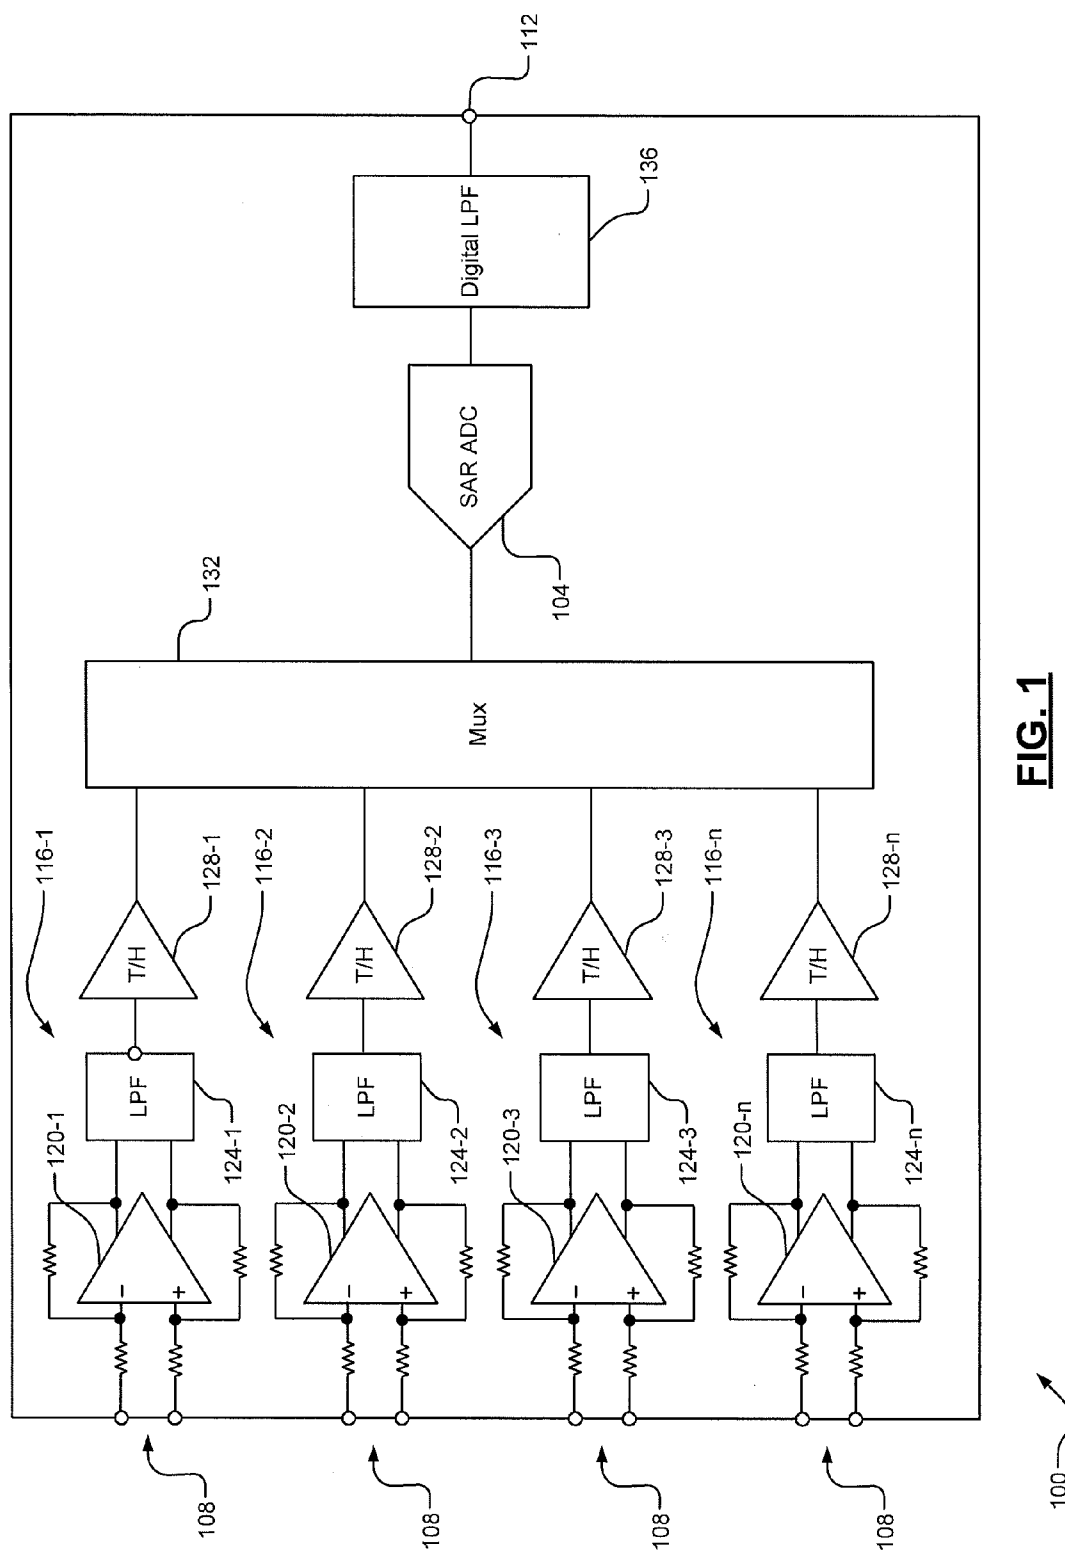 116-1
120-1
LPF
124-1
T/H
128-1
-
+
108
116-2
120-2
LPF
124-2
T/H
128-2
-
+
108
116-3
120-3
LPF
124-3
T/H
128-3
-
+
108
116-n
120-n
LPF
124-n
T/H
128-n
-
+
108
Mux
132
SAR ADC
104
Digital LPF
136
112
100
FIG. 1